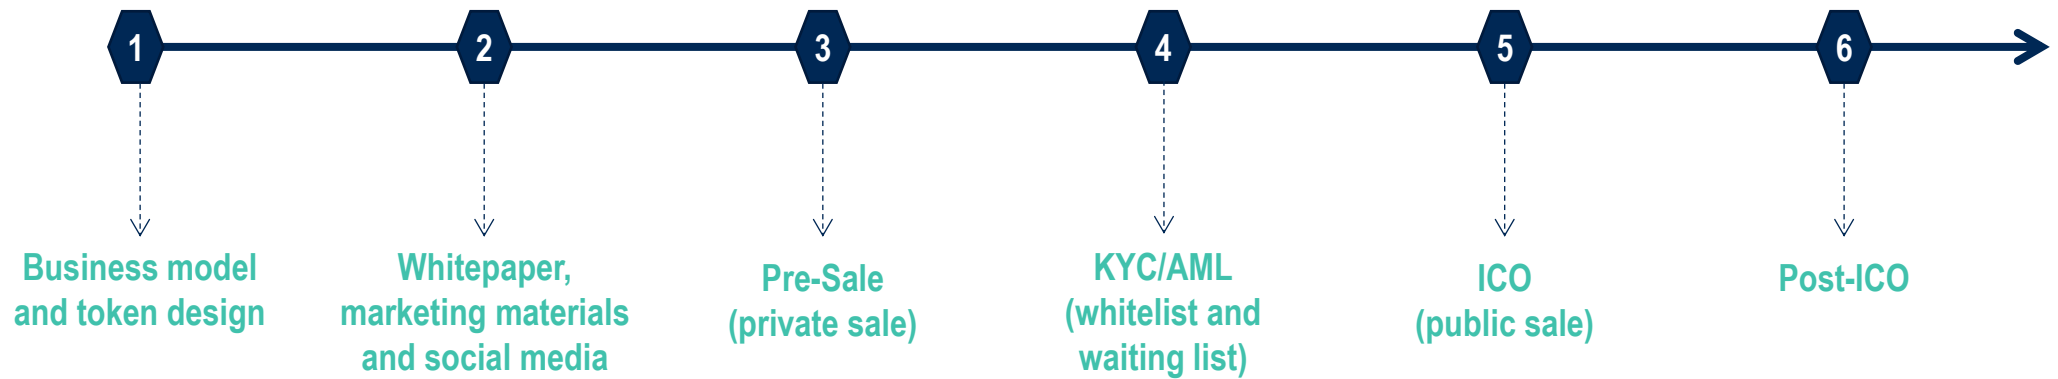 1
2
3
4
5
6
Business model
and token design
Whitepaper,
marketing materials
and social media
Pre-Sale
(private sale)
KYC/AML
(whitelist and
waiting list)
ICO
(public sale)
Post-ICO